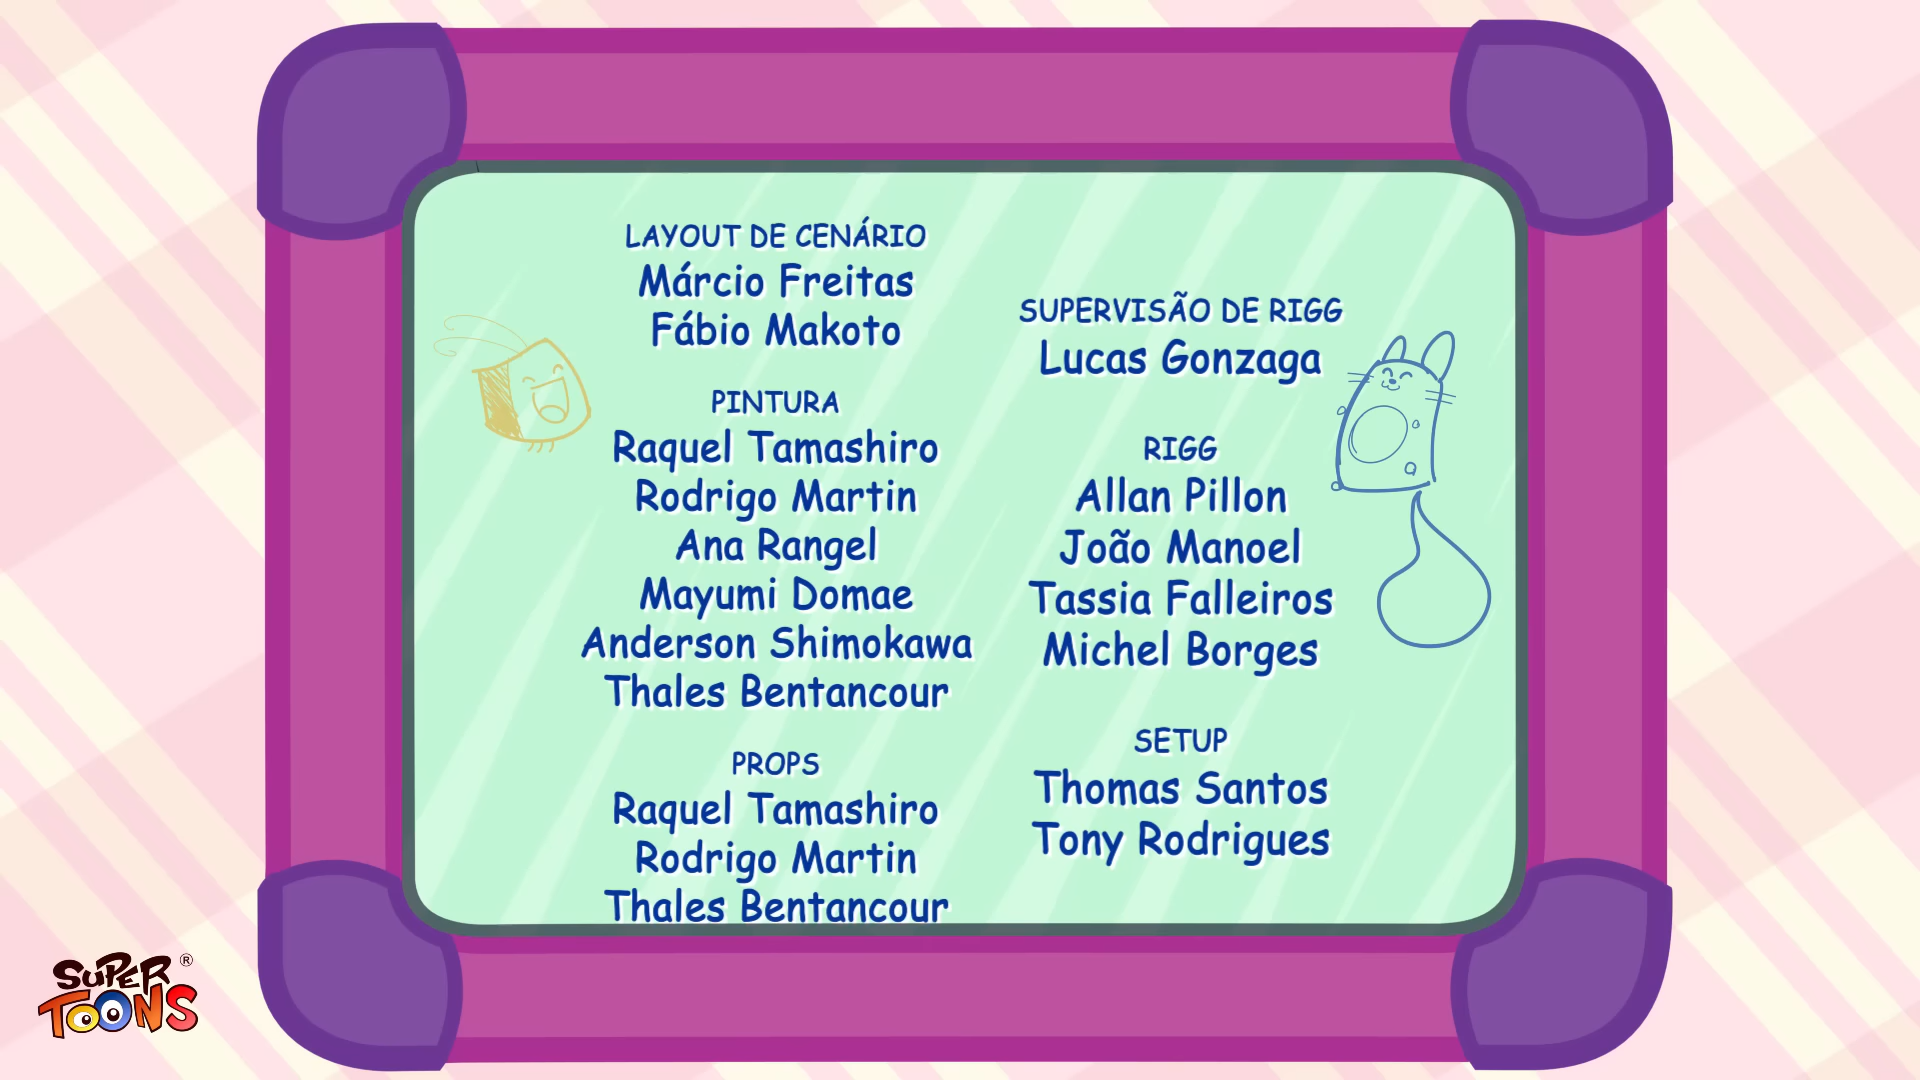 LAYOUT DE CENÁRIO
Márcio Freitas
Fábio Makoto
PINTURA
Raquel Tamashiro
Rodrigo Martin
Ana Rangel
Mayumi Domae
Anderson Shimokawa
Thales Bentancour
PROPS
Raquel Tamashiro
Rodrigo Martin
Thales Bentancour
SUPERVISÃO DE RIGG
Lucas Gonzaga
RIGG
Allan Pillon
João Manoel
Tassia Falleiros
Michel Borges
SETUP
Thomas Santos
Tony Rodrigues
SUPER ®
TOONS